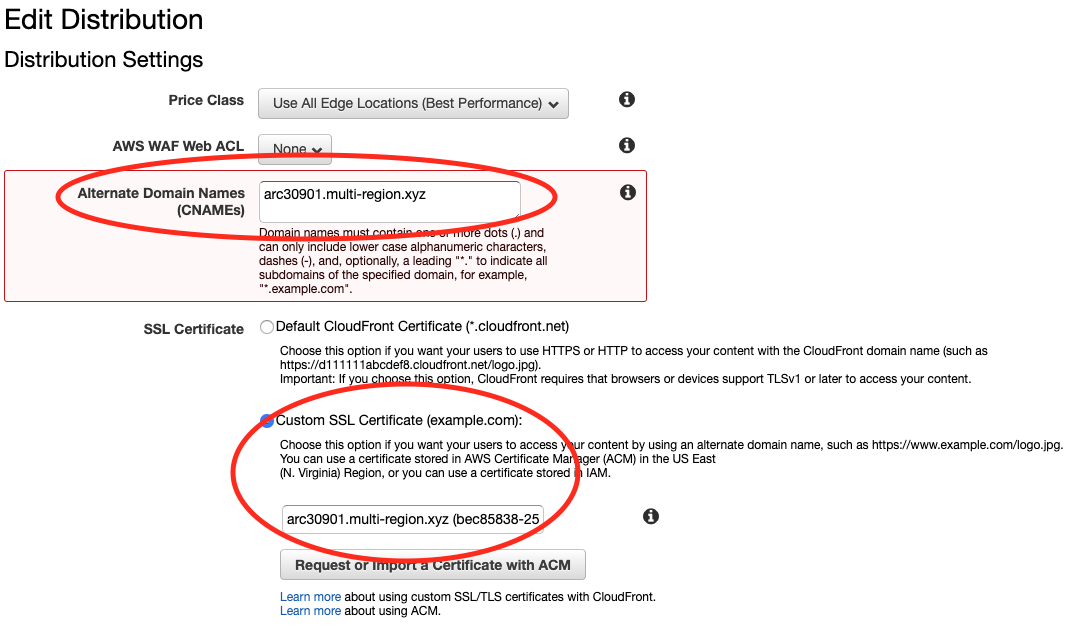 Edit Distribution
Distribution Settings
Price Class
Use All Edge Locations (Best Performance)
AWS WAF Web ACL
None
Alternate Domain Names
(CNAMEs)
arc30901.multi-region.xyz
Domain names must contain one or more dots (.) and
can only include lower case alphanumeric characters,
dashes (-), and, optionally, a leading "*." to indicate all
subdomains of the specified domain, for example,
"*.example.com".
SSL Certificate
Default CloudFront Certificate (*.cloudfront.net)
Choose this option if you want your users to use HTTPS or HTTP to access your content with the CloudFront domain name (such as
https://d111111abcdef8.cloudfront.net/logo.jpg).
Important: If you choose this option, CloudFront requires that browsers or devices support TLSv1 or later to access your content.
Custom SSL Certificate (example.com):
Choose this option if you want your users to access your content by using an alternate domain name, such as https://www.example.com/logo.jpg.
You can use a certificate stored in AWS Certificate Manager (ACM) in the US East
(N. Virginia) Region, or you can use a certificate stored in IAM.
arc30901.multi-region.xyz (bec85838-25
Request or Import a Certificate with ACM
Learn more about using custom SSL/TLS certificates with CloudFront.
Learn more about using ACM.